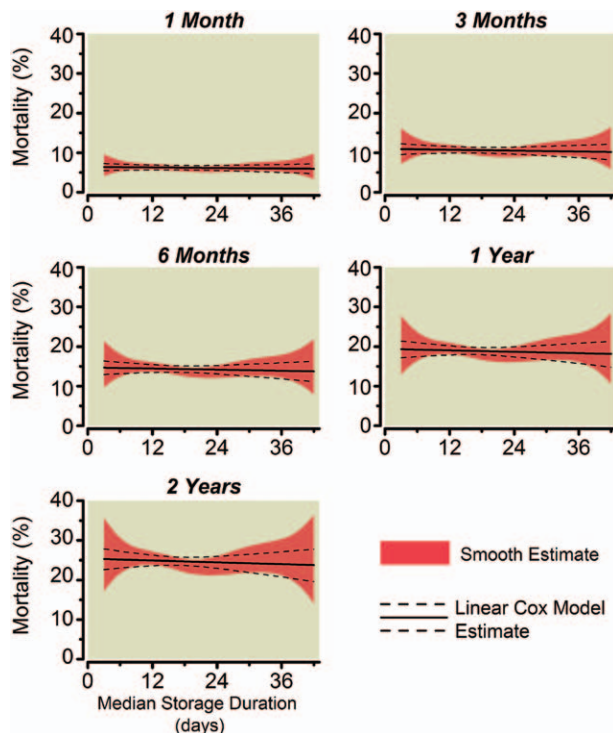 1 Month
3 Months
Mortality (%)
40
30
20
10
0
0 12 24 36
40
30
20
10
0
0 12 24 36
6 Months
1 Year
Mortality (%)
40
30
20
10
0
0 12 24 36
40
30
20
10
0
0 12 24 36
2 Years
Mortality (%)
40
30
20
10
0
0 12 24 36
Median Storage Duration
(days)
Smooth Estimate
Linear Cox Model
Estimate